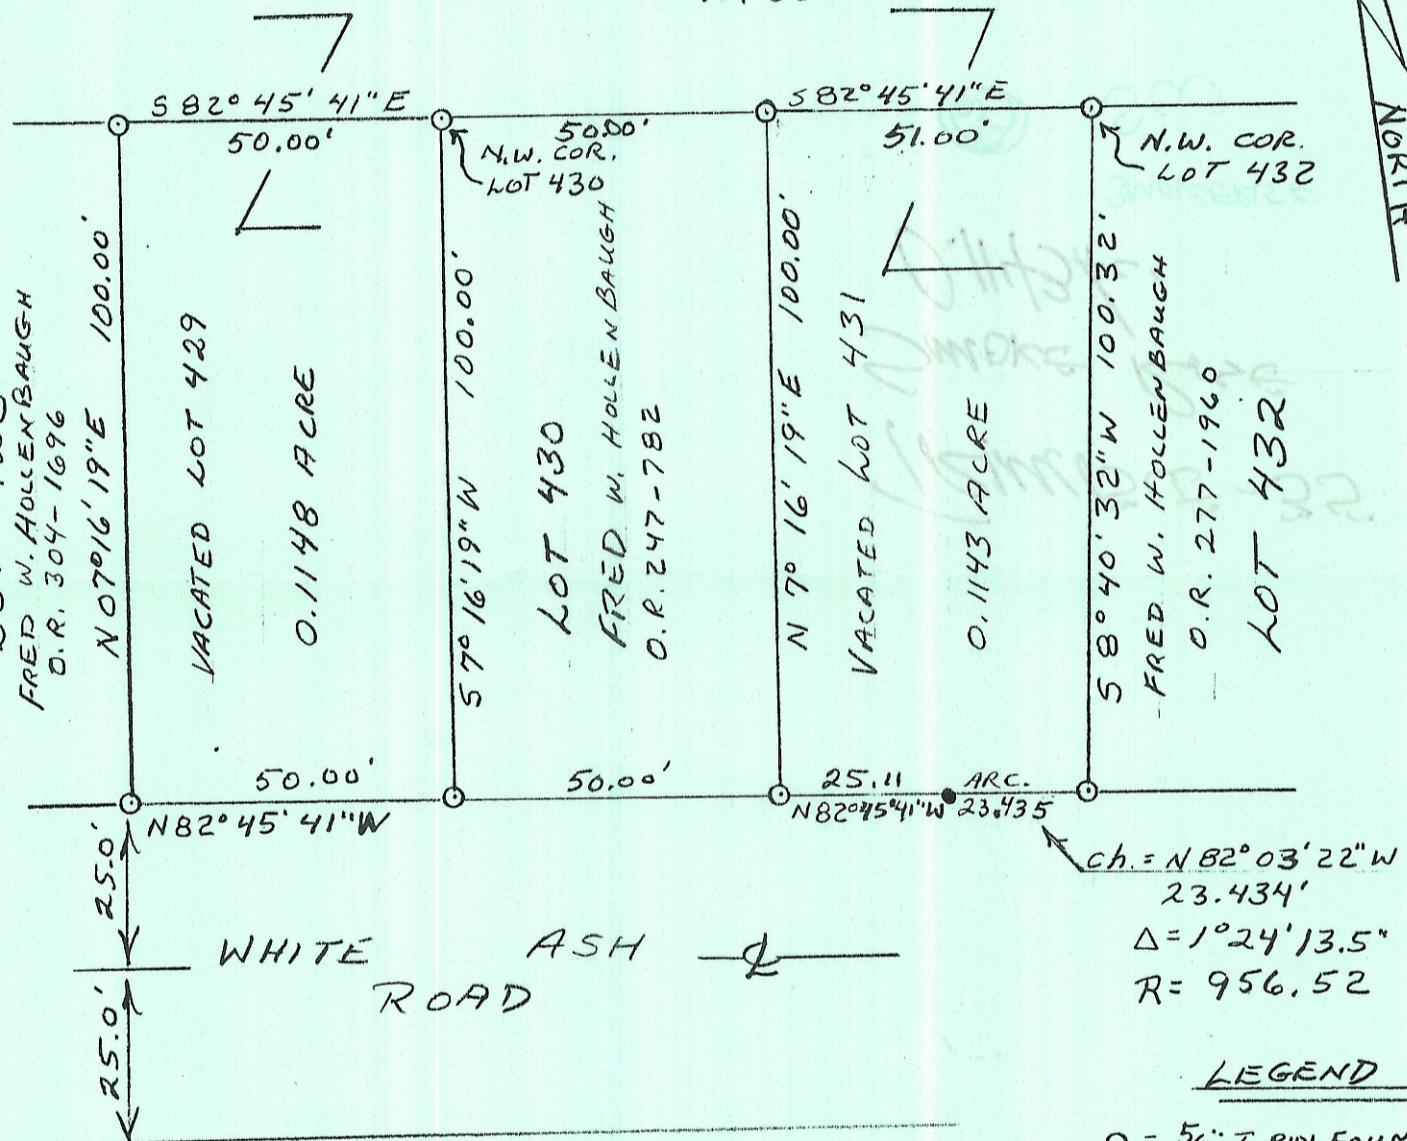 S 82° 45' 41" E
50.00'
50.00'
S 82° 45' 41" E
51.00'
N.W. COR.
LOT 430
N.W. COR.
LOT 432
NORTH
FRED W. HOLLENBAUGH
O.R. 304-1696
N 07° 16' 19" E 100.00'
VACATED LOT 429
0.1148 ACRE
S 7° 16' 19" W 100.00'
LOT 430
FRED W. HOLLENBAUGH
O.R. 247-782
N 7° 16' 19" E 100.00'
VACATED LOT 431
0.1143 ACRE
S 8° 40' 32" W 100.32'
FRED W. HOLLENBAUGH
O.R. 277-1960
LOT 432
50.00'
N 82° 45' 41" W
50.00'
25.11
N 82° 45' 41" W
ARC.
23.435
ch. = N 82° 03' 22" W
23.434'
Δ = 1° 24' 13.5"
R = 956.52
25.0'
WHITE ASH
ROAD
25.0'
LEGEND